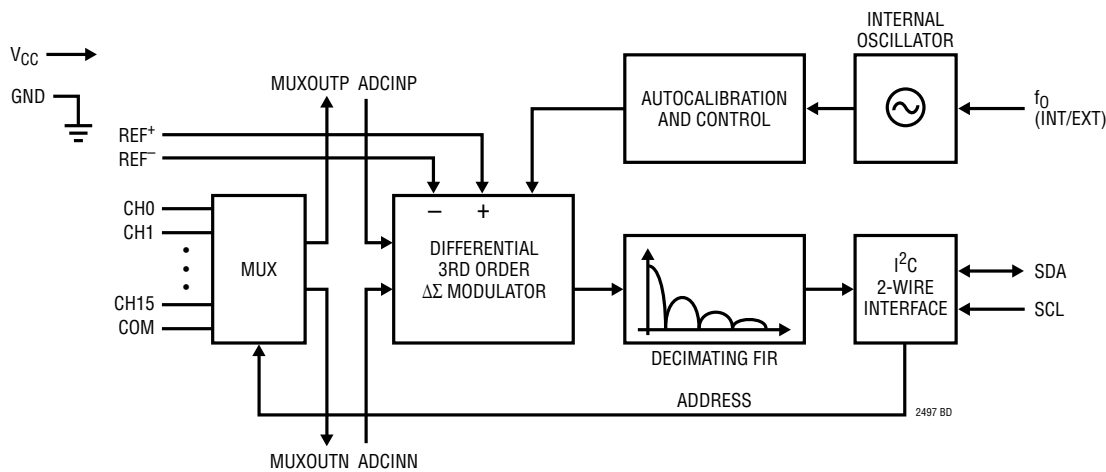 INTERNAL
OSCILLATOR
VCC
GND
MUXOUTP ADCINP
AUTOCALIBRATION
AND CONTROL
fO
(INT/EXT)
REF+
REF–
CH0
CH1
•
•
•
CH15
COM
MUX
– +
DIFFERENTIAL
3RD ORDER
ΔΣ MODULATOR
DECIMATING FIR
I2C
2-WIRE
INTERFACE
SDA
SCL
ADDRESS
2497 BD
MUXOUTN ADCINN